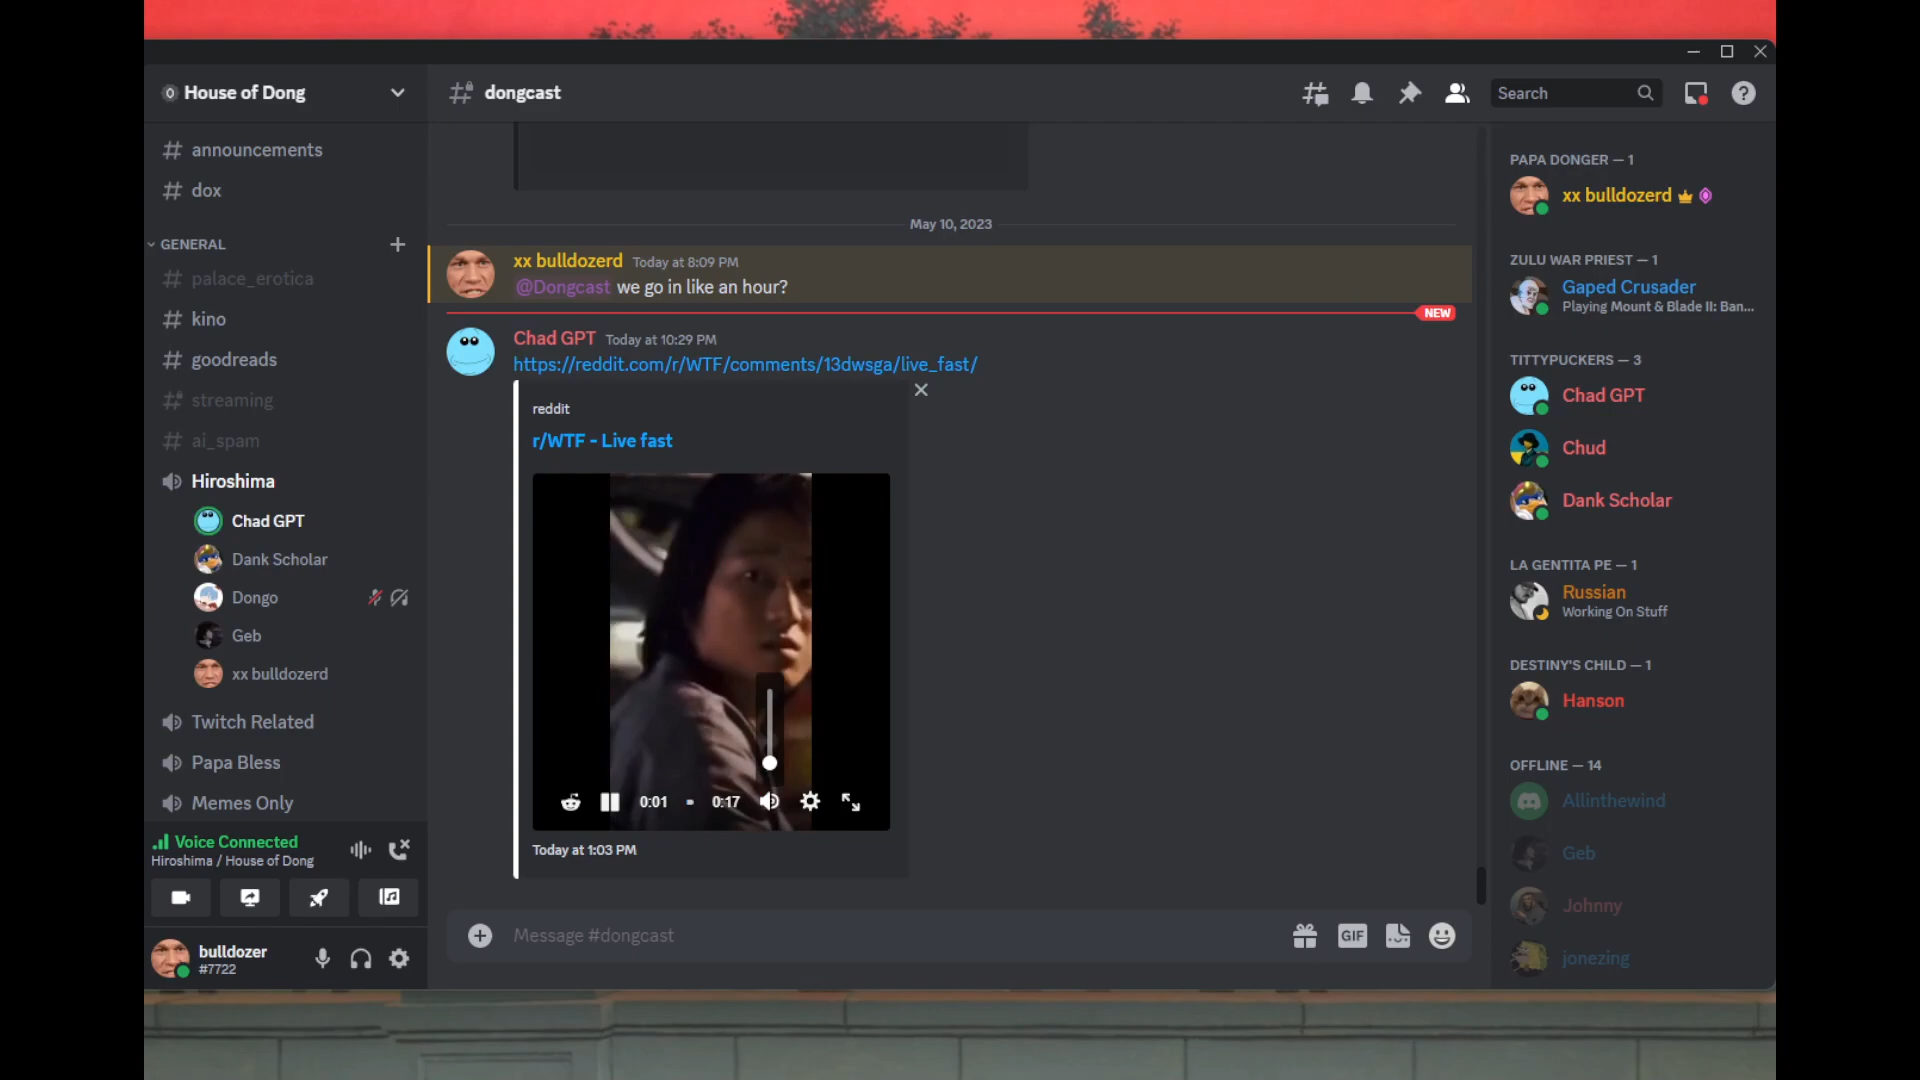 House of Dong
announcements
dox
GENERAL
palace_erotica
kino
goodreads
streaming
ai_spam
Hiroshima
Chad GPT
Dank Scholar
Dongo
Geb
xx bulldozerd
Twitch Related
Papa Bless
Memes Only
Voice Connected
Hiroshima / House of Dong
bulldozer
#7722
dongcast
Search
May 10, 2023
xx bulldozerd Today at 8:09 PM
@Dongcast we go in like an hour?
NEW
Chad GPT Today at 10:29 PM
https://reddit.com/r/WTF/comments/13dwsga/live_fast/
reddit
r/WTF - Live fast
0:01
0:17
Today at 1:03 PM
Message #dongcast
GIF
PAPA DONGER — 1
xx bulldozerd
ZULU WAR PRIEST — 1
Gaped Crusader
Playing Mount & Blade II: Ban...
TITTYPUCKERS — 3
Chad GPT
Chud
Dank Scholar
LA GENTITA PE — 1
Russian
Working On Stuff
DESTINY'S CHILD — 1
Hanson
OFFLINE — 14
Allinthewind
Geb
Johnny
jonezing